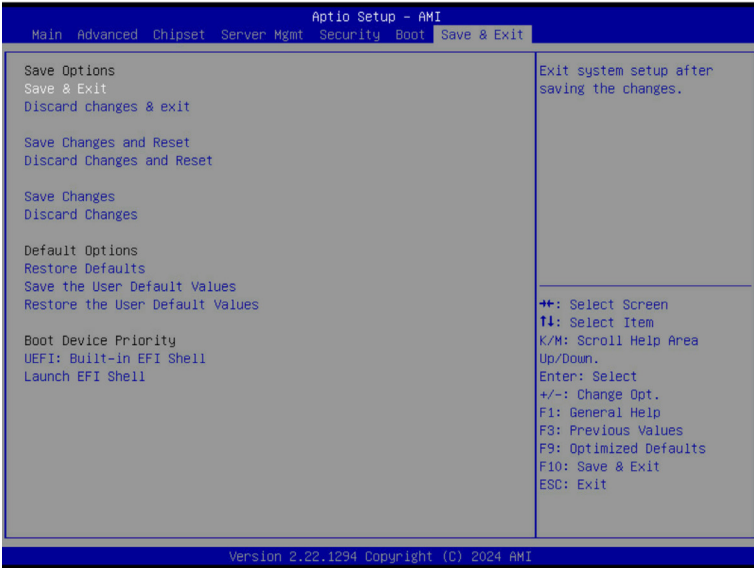 Aptio Setup – AMI
Main Advanced Chipset Server Mgmt Security Boot Save & Exit
Save Options
Save & Exit
Discard changes & exit
Save Changes and Reset
Discard Changes and Reset
Save Changes
Discard Changes
Default Options
Restore Defaults
Save the User Default Values
Restore the User Default Values
Boot Device Priority
UEFI: Built-in EFI Shell
Launch EFI Shell
Exit system setup after
saving the changes.
→←: Select Screen
↑↓: Select Item
K/M: Scroll Help Area
Up/Down.
Enter: Select
+/-: Change Opt.
F1: General Help
F3: Previous Values
F9: Optimized Defaults
F10: Save & Exit
ESC: Exit
Version 2.22.1294 Copyright (C) 2024 AMI